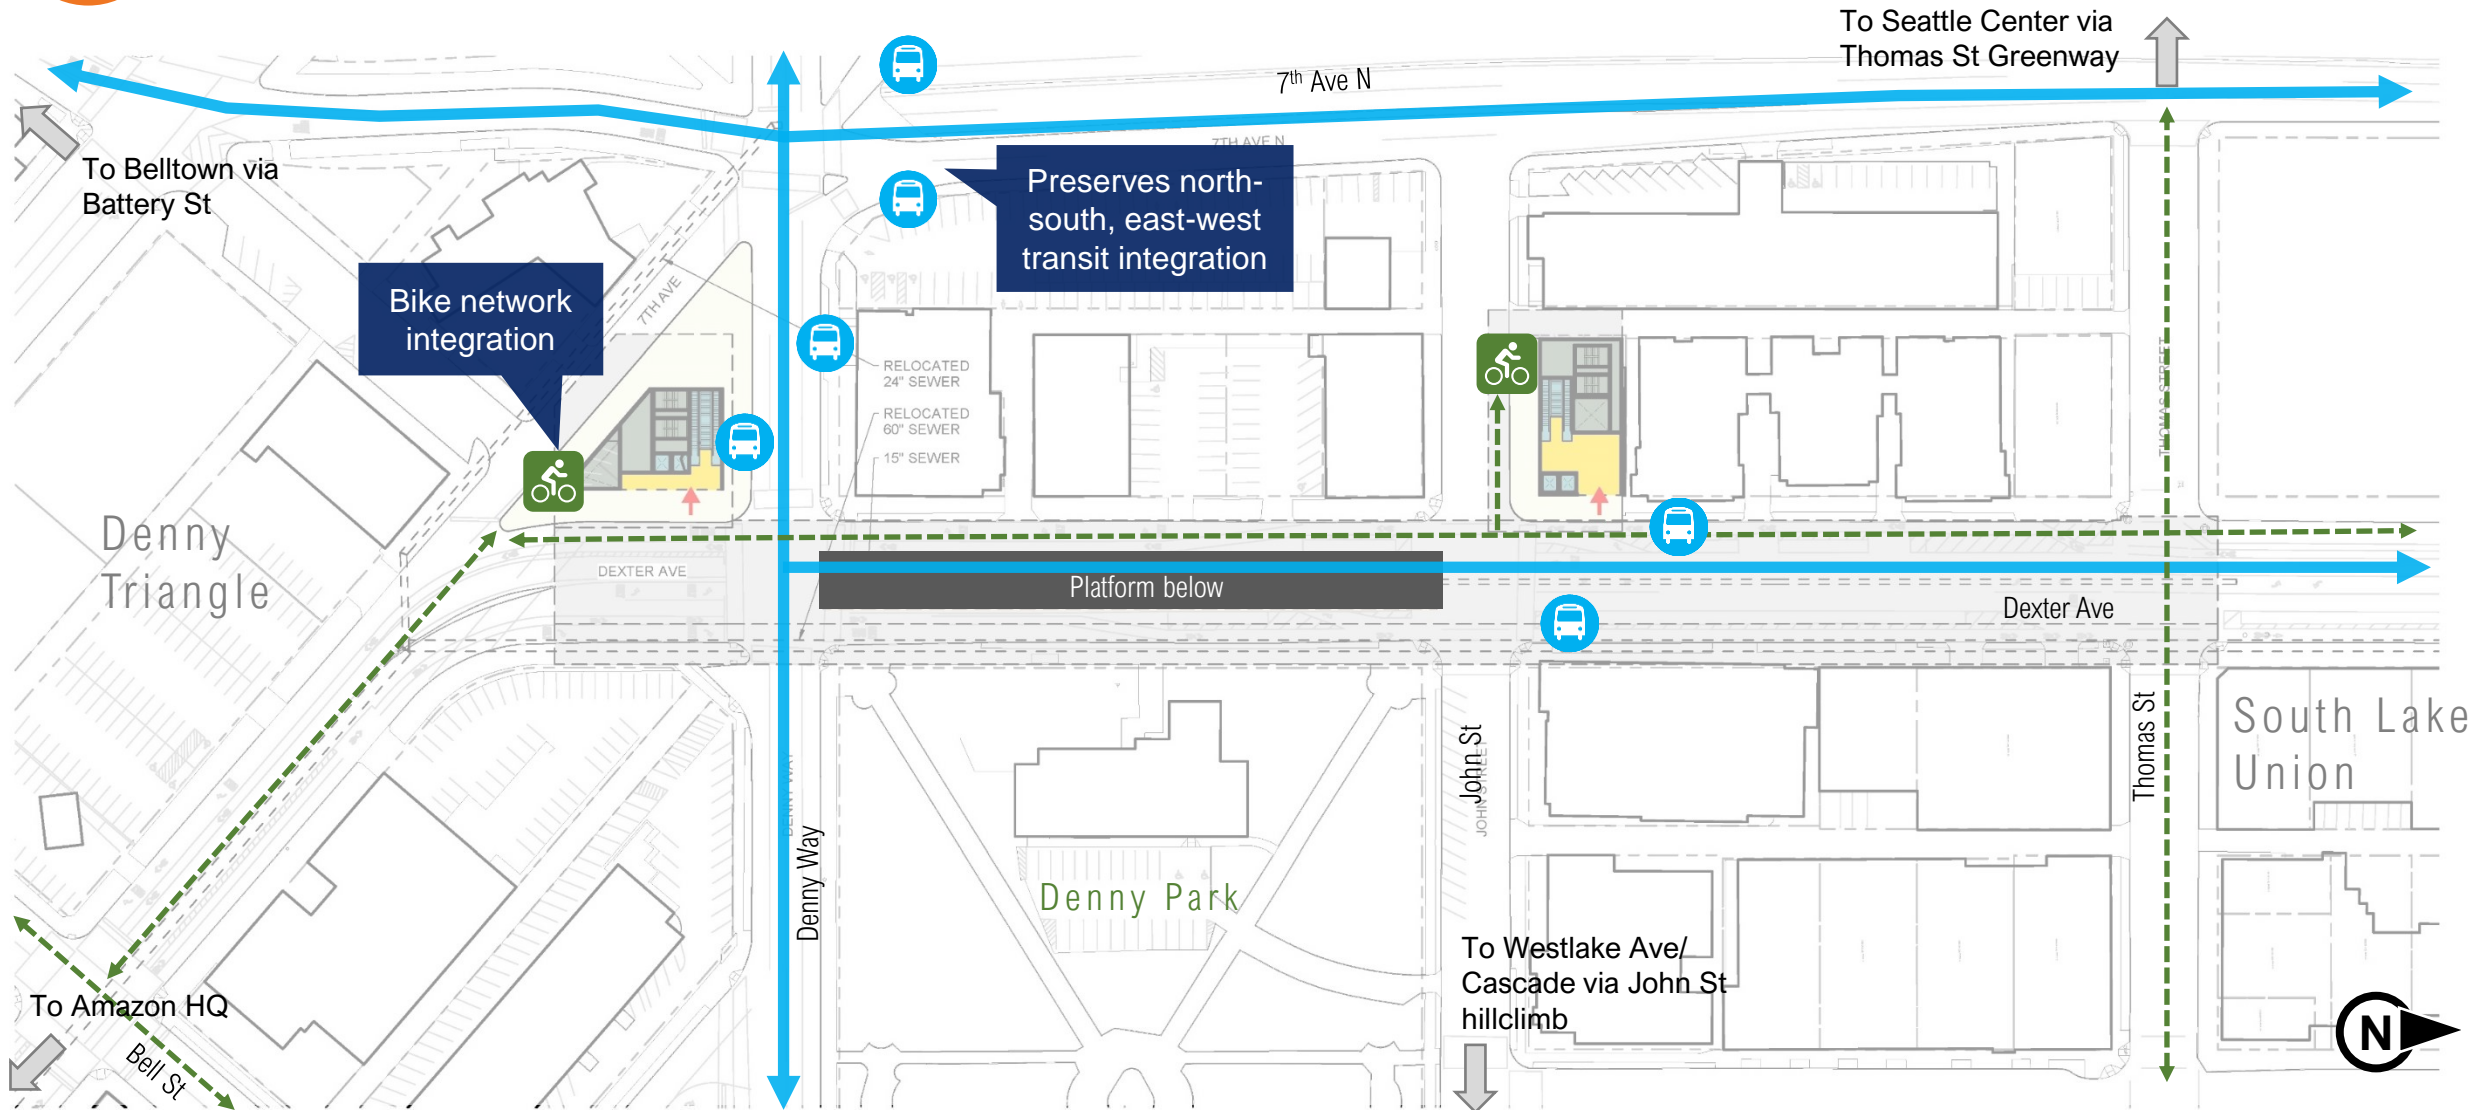 To Seattle Center via
Thomas St Greenway
7th Ave N
7TH AVE N
To Belltown via
Battery St
Preserves north-
south, east-west
transit integration
Bike network
integration
7TH AVE
RELOCATED
24" SEWER
RELOCATED
60" SEWER
15" SEWER
THOMAS STREET
Denny
Triangle
DEXTER AVE
Platform below
Dexter Ave
South Lake
Union
Thomas St
John St
JOHN STREET
DENNY WAY
Denny Way
Denny Park
To Westlake Ave/
Cascade via John St
hillclimb
To Amazon HQ
Bell St
N